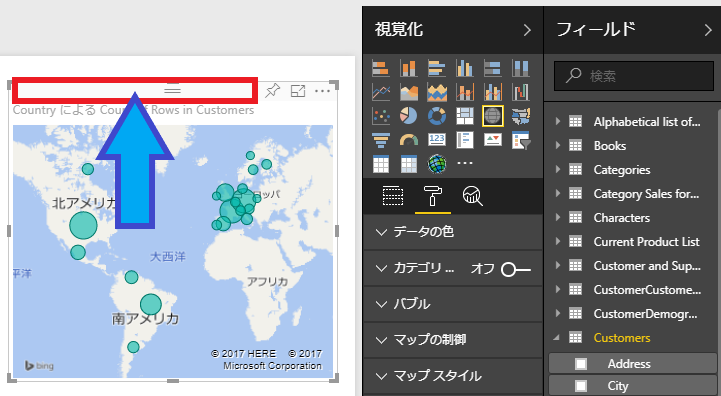 視覚化
フィールド
検索
Country による Count of Rows in Customers
北アメリカ
ヨーロッパ
大西洋
平洋
アフリカ
南アメリカ
bing
© 2017 HERE © 2017
Microsoft Corporation
データの色
カテゴリ ... オフ
バブル
マップの制御
マップ スタイル
Alphabetical list of...
Books
Categories
Category Sales for...
Characters
Current Product List
Customer and Sup...
CustomerCustome...
CustomerDemogr...
Customers
Address
City